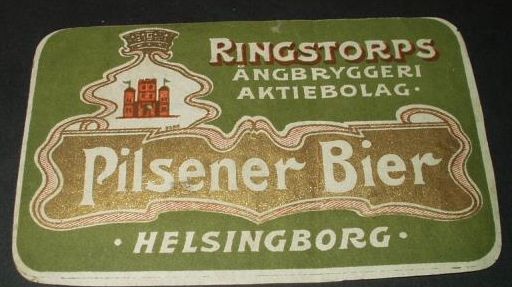 RINGSTORPS
ÅNGBRYGGERI
AKTIEBOLAG·
Pilsener Bier
· HELSINGBORG ·